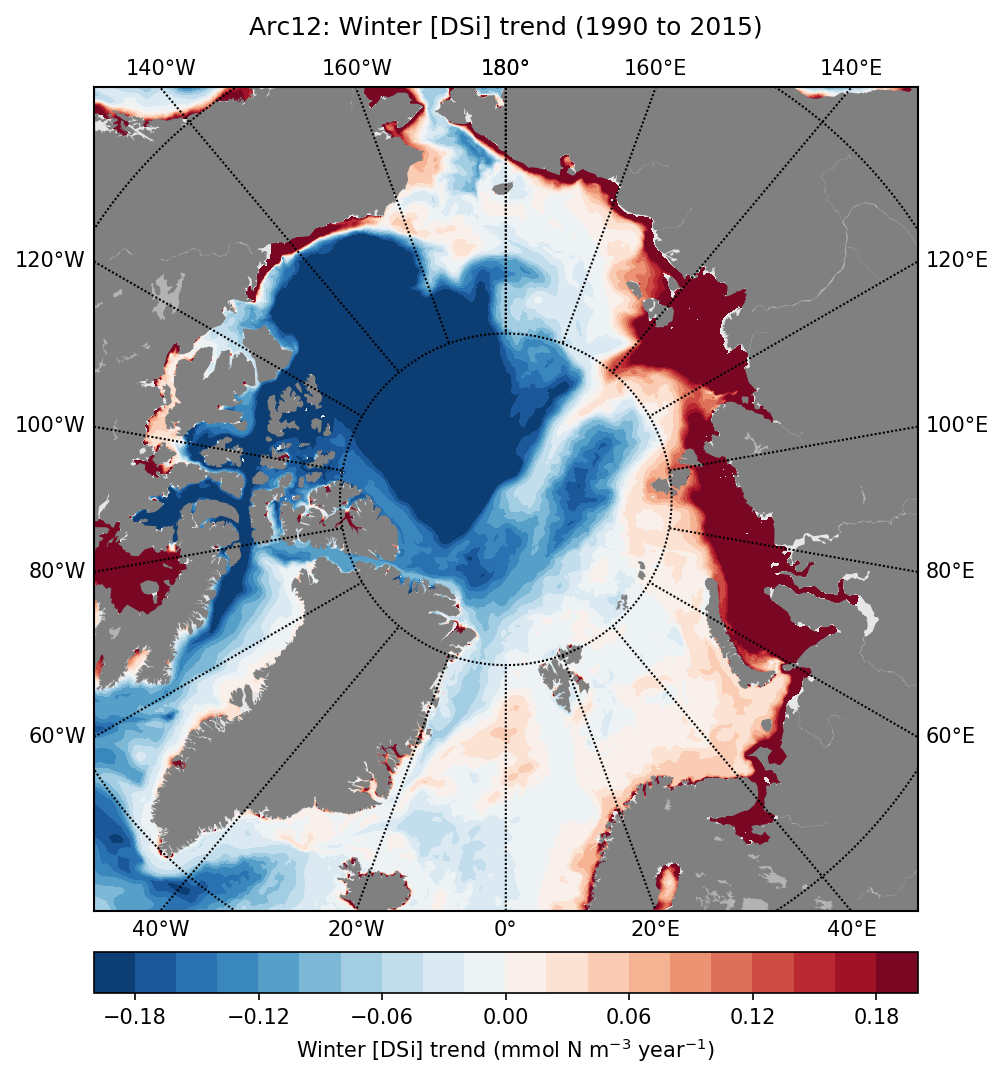 Arc12: Winter [DSi] trend (1990 to 2015)
140°W 160°W 180° 160°E 140°E
120°W 120°E
100°W 100°E
80°W 80°E
60°W 60°E
40°W 20°W 0° 20°E 40°E
−0.18 −0.12 −0.06 0.00 0.06 0.12 0.18
Winter [DSi] trend (mmol N m⁻³ year⁻¹)